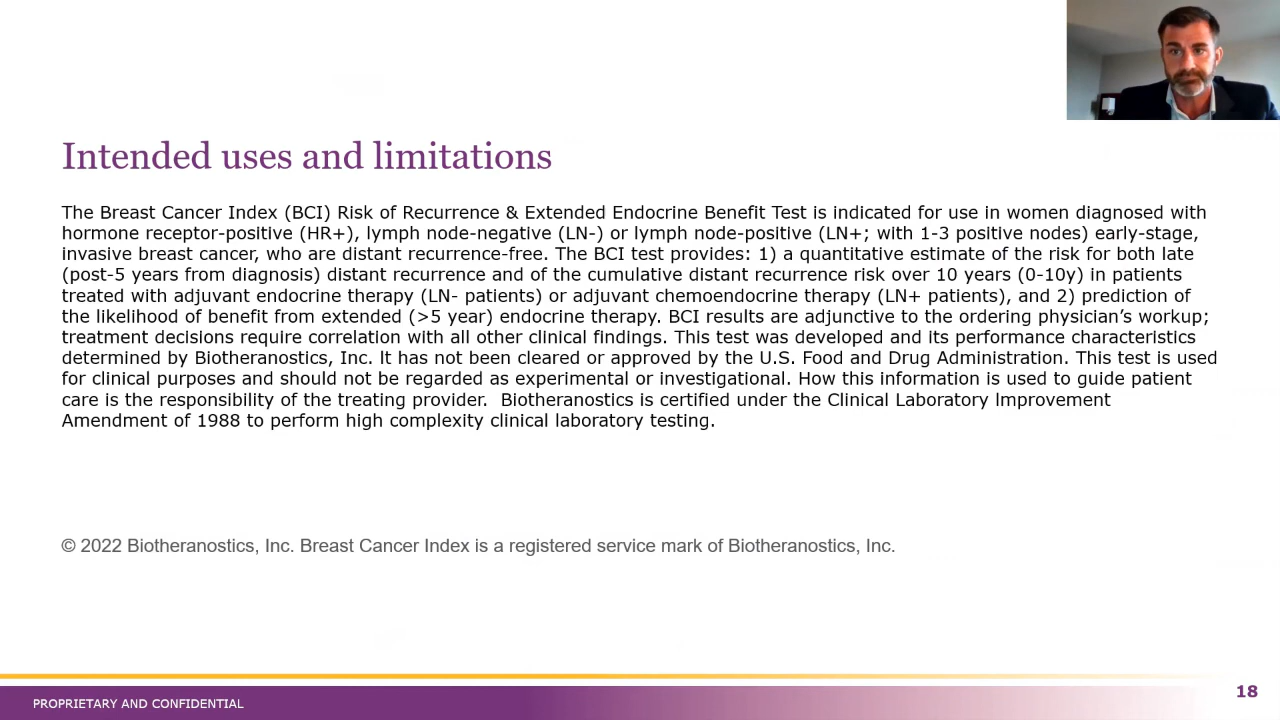 Intended uses and limitations
The Breast Cancer Index (BCI) Risk of Recurrence & Extended Endocrine Benefit Test is indicated for use in women diagnosed with
hormone receptor-positive (HR+), lymph node-negative (LN-) or lymph node-positive (LN+; with 1-3 positive nodes) early-stage,
invasive breast cancer, who are distant recurrence-free. The BCI test provides: 1) a quantitative estimate of the risk for both late
(post-5 years from diagnosis) distant recurrence and of the cumulative distant recurrence risk over 10 years (0-10y) in patients
treated with adjuvant endocrine therapy (LN- patients) or adjuvant chemoendocrine therapy (LN+ patients), and 2) prediction of
the likelihood of benefit from extended (>5 year) endocrine therapy. BCI results are adjunctive to the ordering physician's workup;
treatment decisions require correlation with all other clinical findings. This test was developed and its performance characteristics
determined by Biotheranostics, Inc. It has not been cleared or approved by the U.S. Food and Drug Administration. This test is used
for clinical purposes and should not be regarded as experimental or investigational. How this information is used to guide patient
care is the responsibility of the treating provider.  Biotheranostics is certified under the Clinical Laboratory Improvement
Amendment of 1988 to perform high complexity clinical laboratory testing.
© 2022 Biotheranostics, Inc. Breast Cancer Index is a registered service mark of Biotheranostics, Inc.
PROPRIETARY AND CONFIDENTIAL
18